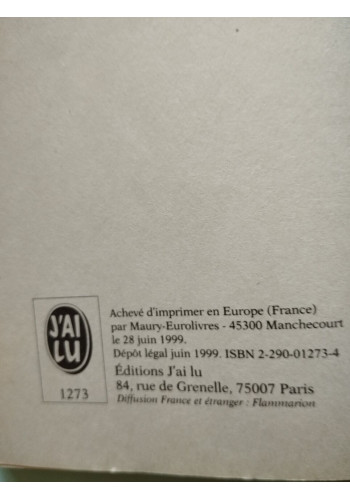 J'AI
LU
1273
Achevé d'imprimer en Europe (France)
par Maury-Eurolivres - 45300 Manchecourt
le 28 juin 1999.
Dépôt légal juin 1999. ISBN 2-290-01273-4
Éditions J'ai lu
84, rue de Grenelle, 75007 Paris
Diffusion France et étranger : Flammarion